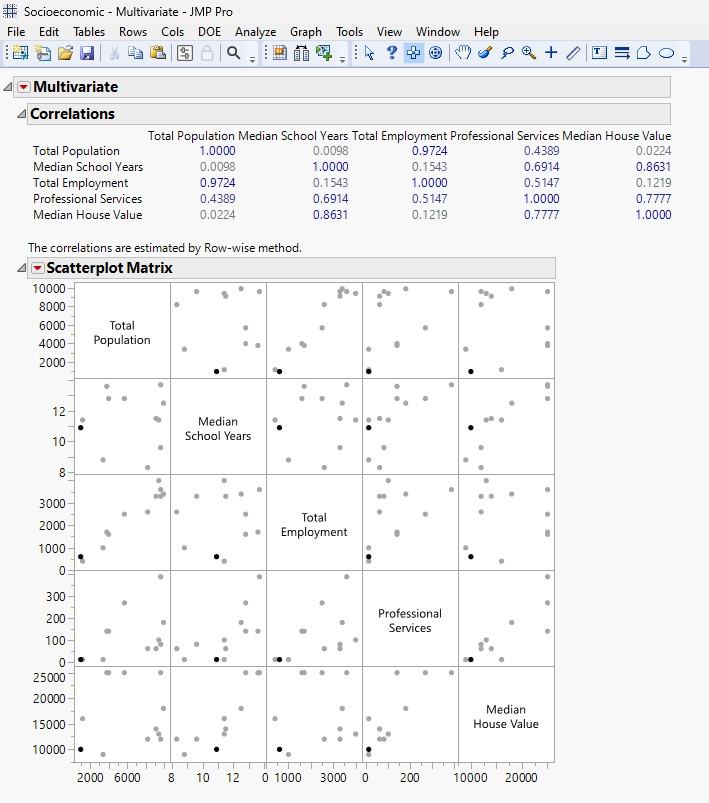 Socioeconomic - Multivariate - JMP Pro
File Edit Tables Rows Cols DOE Analyze Graph Tools View Window Help
Multivariate
Correlations
Total Population Median School Years Total Employment Professional Services Median House Value
Total Population 1.0000 0.0098 0.9724 0.4389 0.0224
Median School Years 0.0098 1.0000 0.1543 0.6914 0.8631
Total Employment 0.9724 0.1543 1.0000 0.5147 0.1219
Professional Services 0.4389 0.6914 0.5147 1.0000 0.7777
Median House Value 0.0224 0.8631 0.1219 0.7777 1.0000
The correlations are estimated by Row-wise method.
Scatterplot Matrix
10000
8000
6000
4000
2000
Total
Population
12
10
8
Median
School Years
3000
2000
1000
0
Total
Employment
300
200
100
0
Professional
Services
25000
20000
15000
10000
Median
House Value
2000 6000 8 10 12 0 1000 3000 0 200 10000 20000